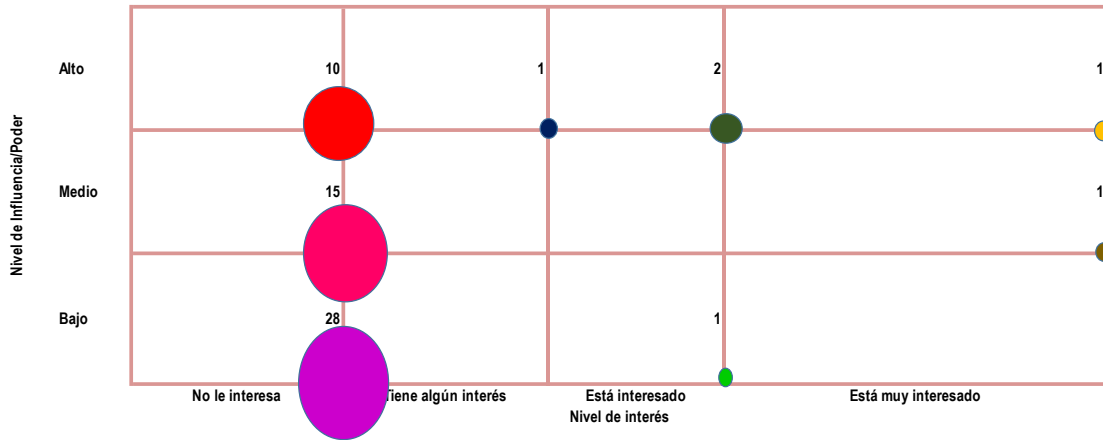 Nivel de Influencia/Poder
Alto
10
1
2
1
Medio
15
1
Bajo
28
1
No le interesa
Tiene algún interés
Está interesado
Está muy interesado
Nivel de interés